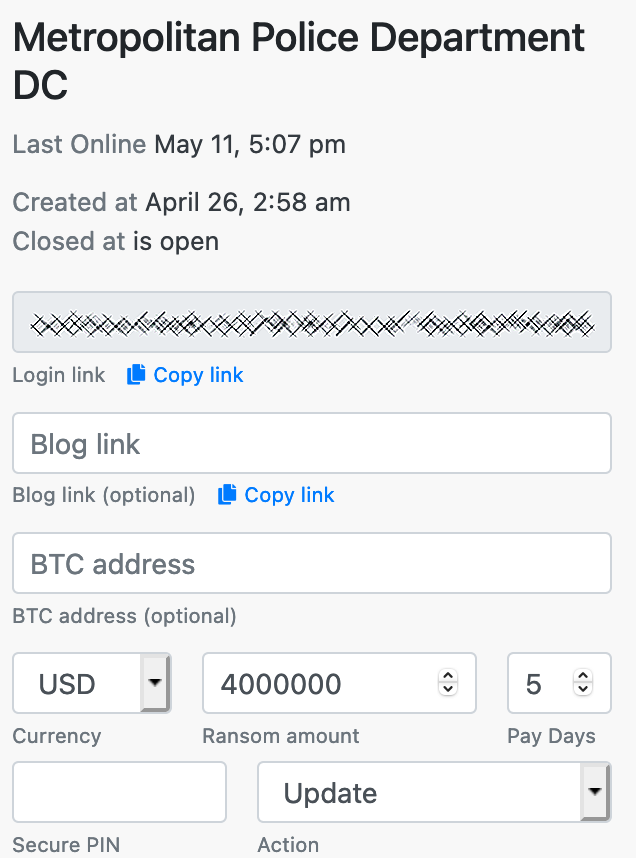 Metropolitan Police Department
DC
Last Online May 11, 5:07 pm
Created at April 26, 2:58 am
Closed at is open
Login link Copy link
Blog link
Blog link (optional) Copy link
BTC address
BTC address (optional)
USD 4000000 5
Currency Ransom amount Pay Days
Update
Secure PIN Action